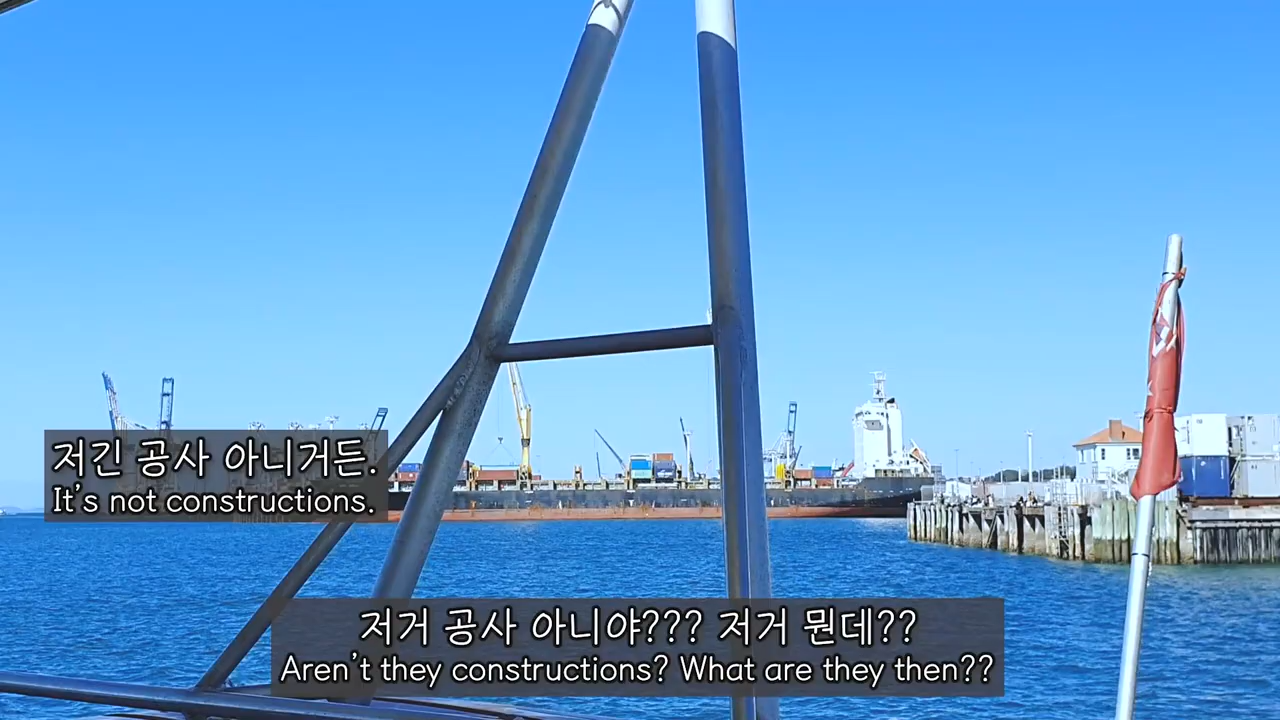 저긴 공사 아니거든.
It's not constructions.
저거 공사 아니야??? 저거 뭔데??
Aren't they constructions? What are they then??